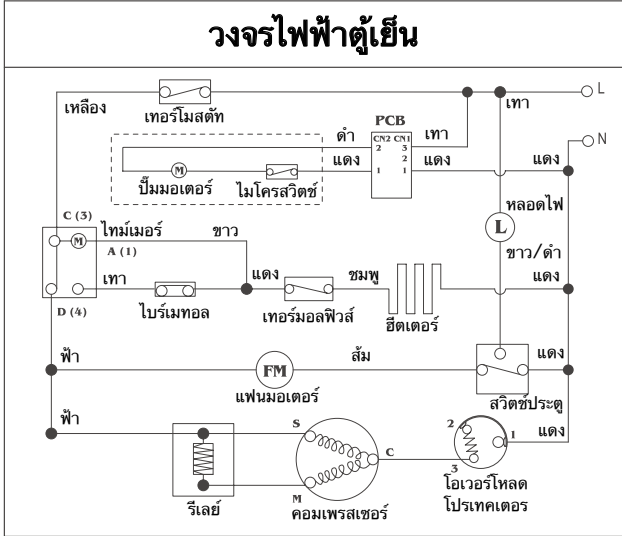 วงจรไฟฟ้าตู้เย็น
L
เหลือง
เทอร์โมสตัท
เทา
PCB
N
CN2 CN1
ดำ
2
3
เทา
2
แดง
1
1
แดง
แดง
M
ปั๊มมอเตอร์
ไมโครสวิตช์
หลอดไฟ
C (3)
ไทม์เมอร์
ขาว
L
M
A (1)
ขาว/ดำ
เทา
แดง
ชมพู
แดง
ไบร์เมทอล
เทอร์มอลฟิวส์
ฮีตเตอร์
D (4)
ฟ้า
FM
ส้ม
แดง
แฟนมอเตอร์
สวิตช์ประตู
ฟ้า
S
2
1
แดง
C
3
M
โอเวอร์โหลด
รีเลย์
คอมเพรสเซอร์
โปรเทคเตอร